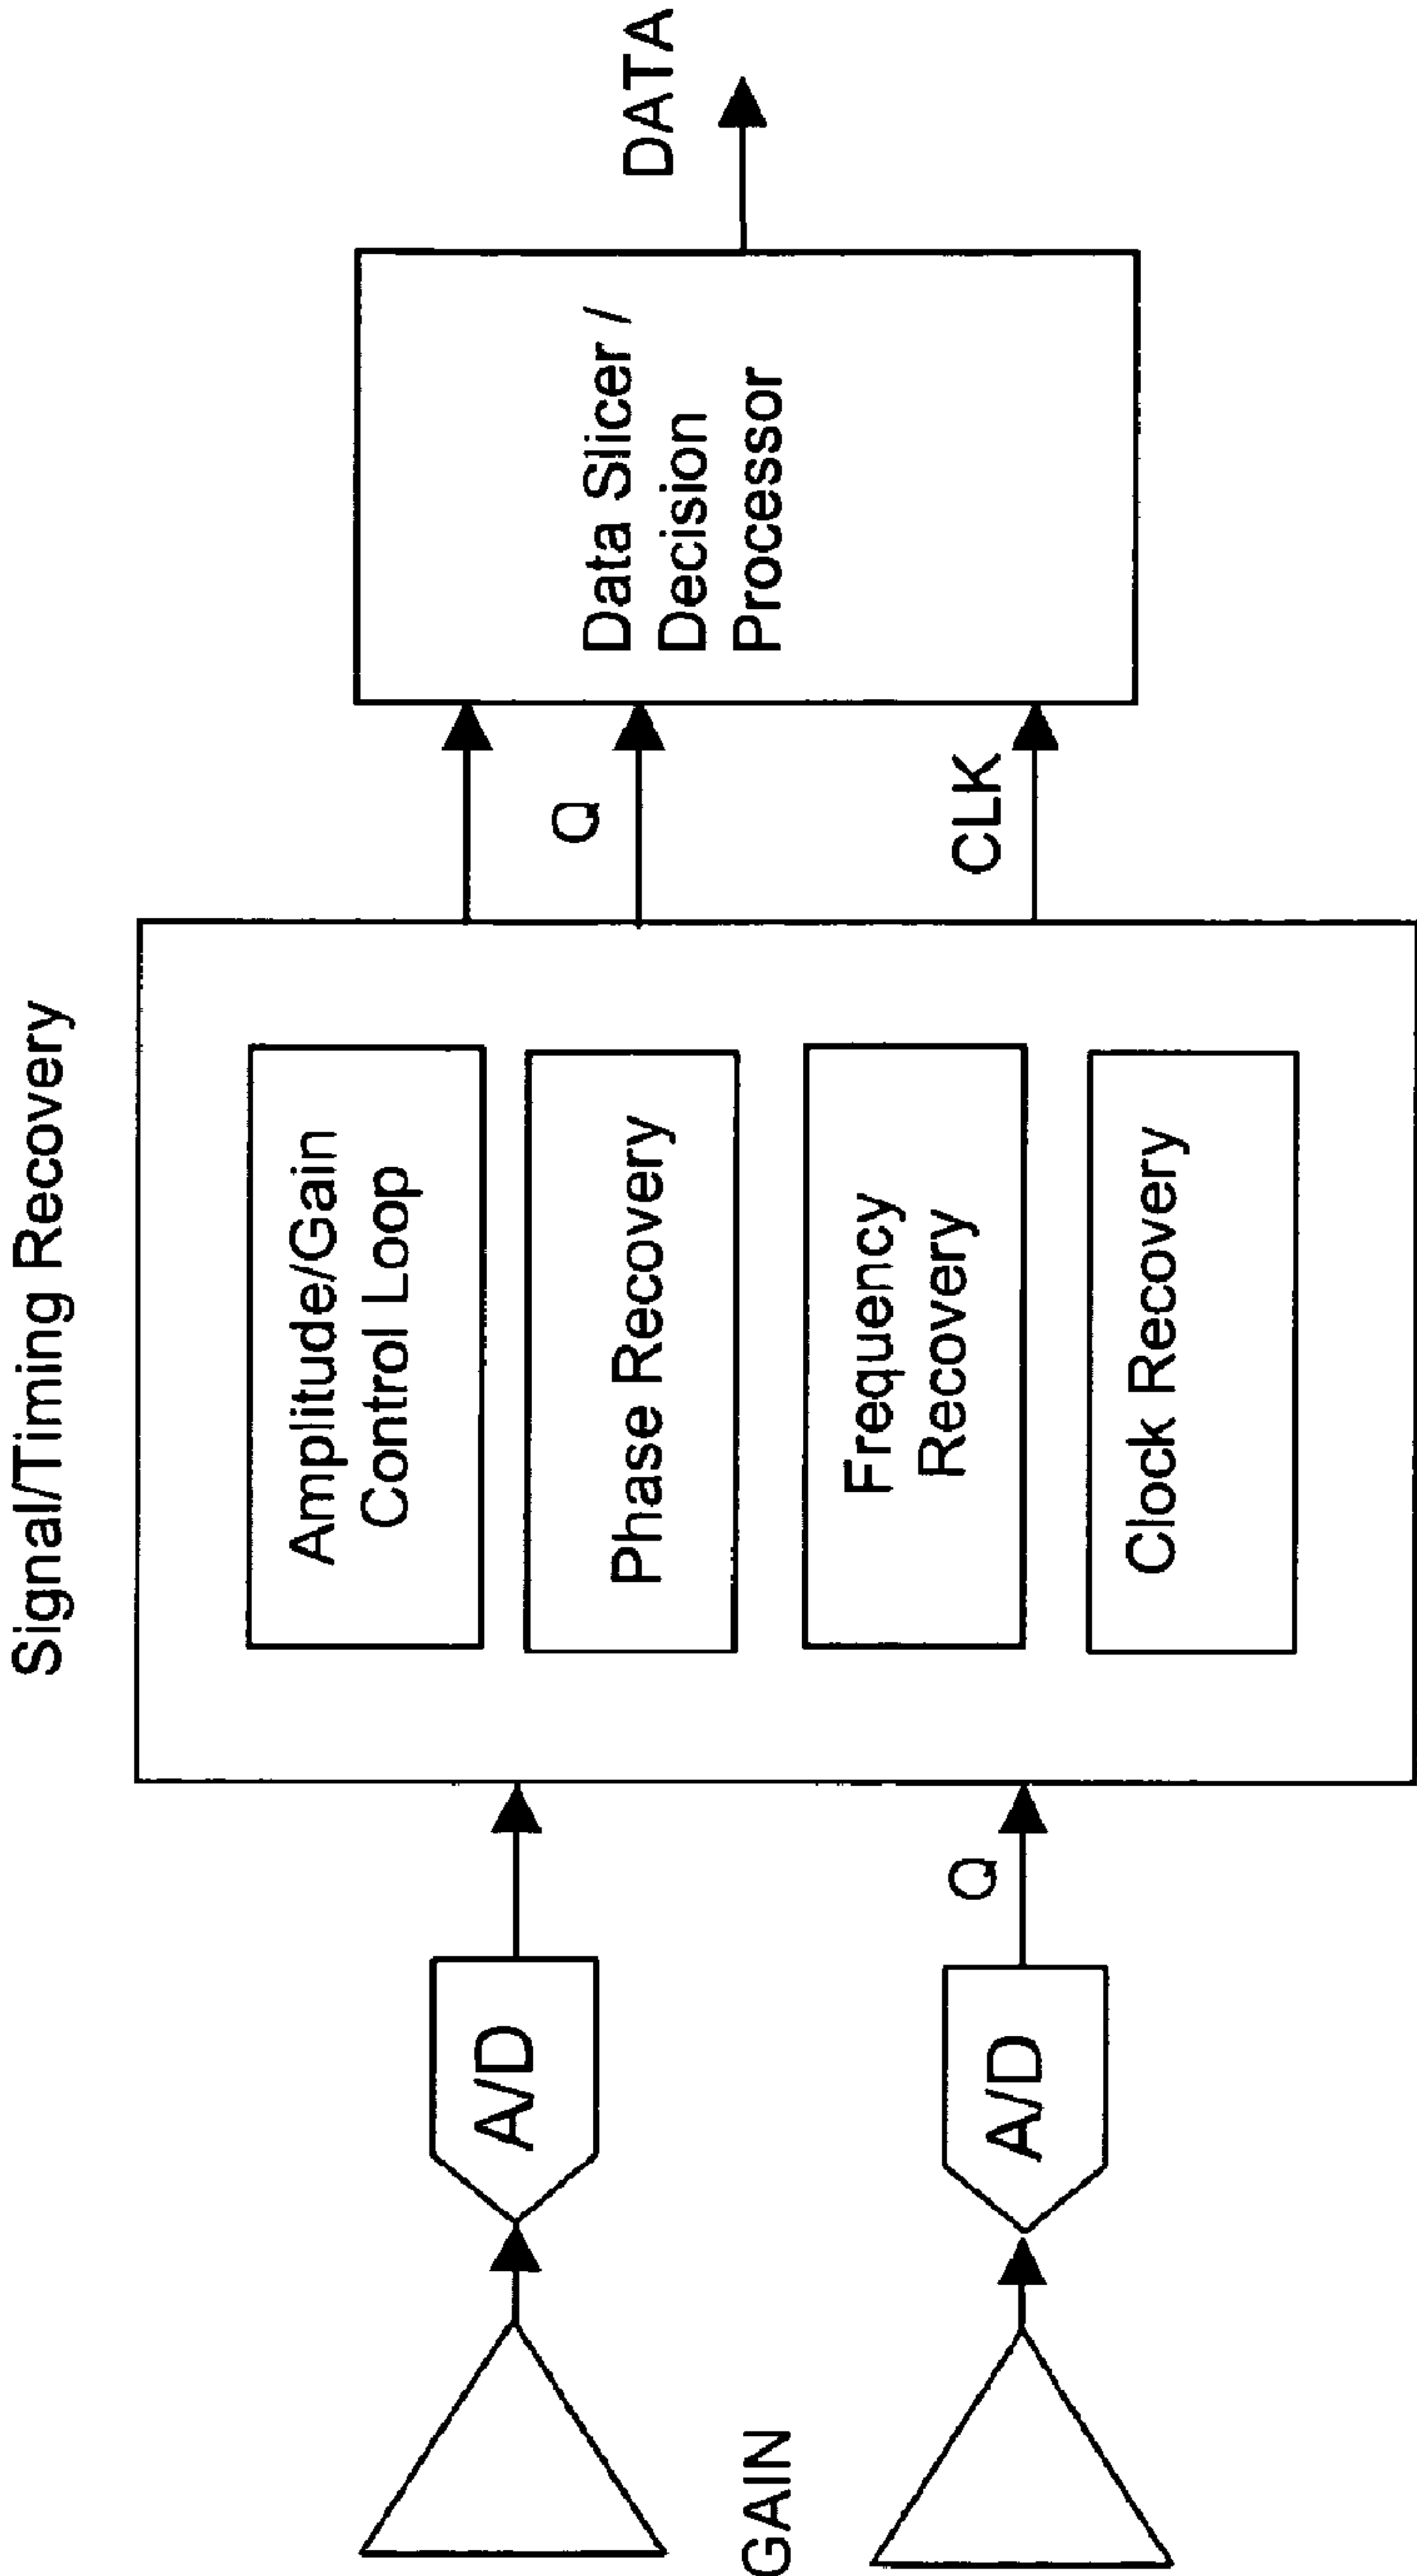 Signal/Timing Recovery
GAIN
A/D
A/D
Q
Amplitude/Gain
Control Loop
Phase Recovery
Frequency
Recovery
Clock Recovery
Q
CLK
Data Slicer /
Decision
Processor
DATA